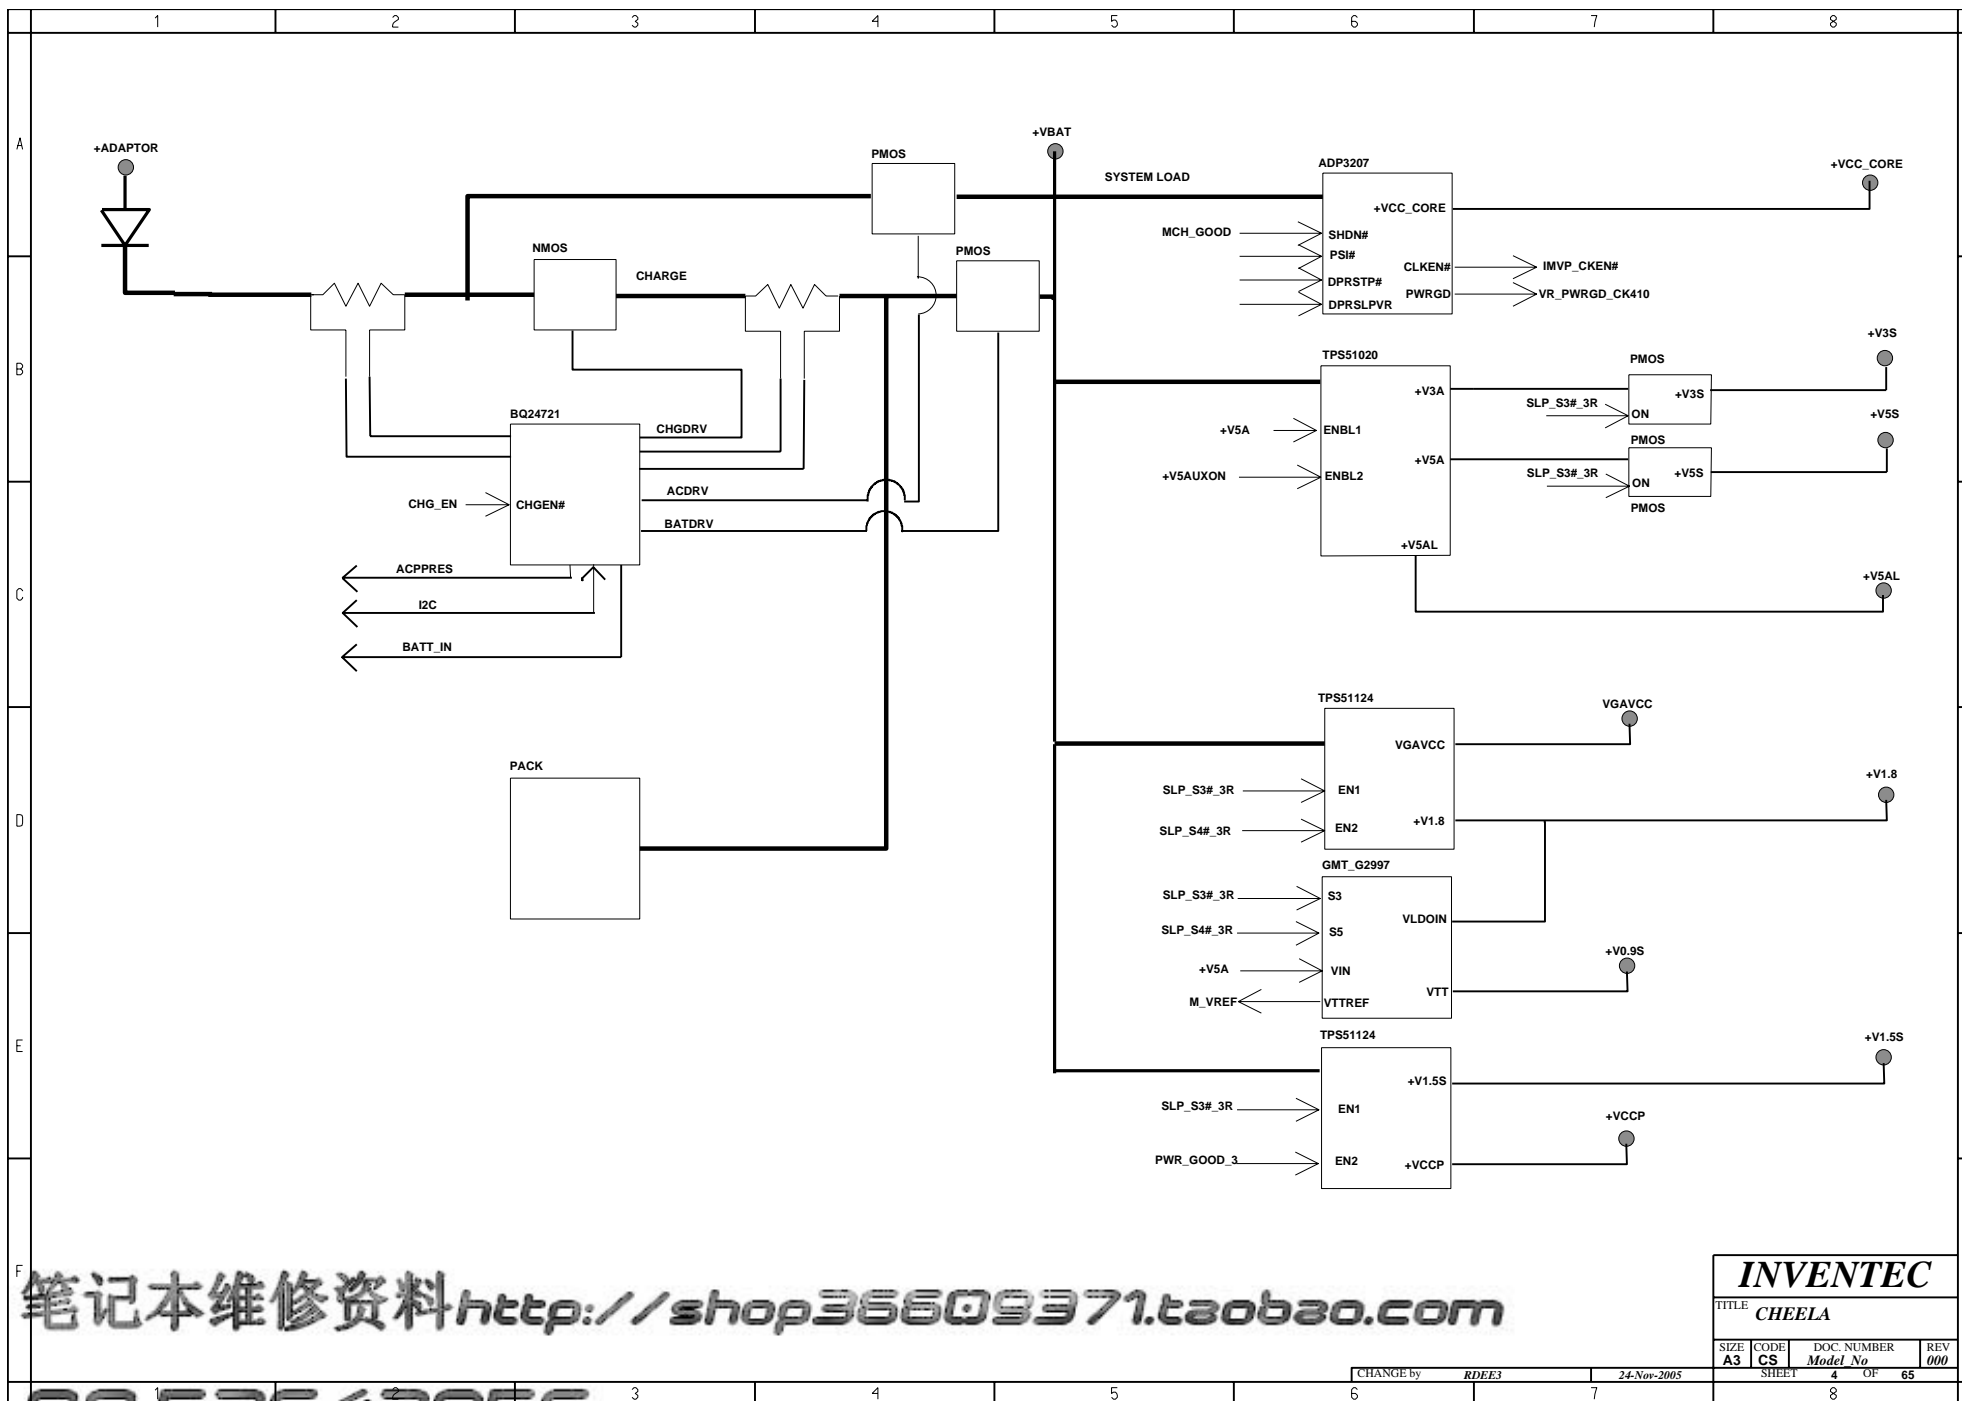 1 2 3 4 5 6 7 8
A
B
C
D
E
F
+ADAPTOR
PMOS
+VBAT
SYSTEM LOAD
NMOS
CHARGE
PMOS
BQ24721
CHGDRV
ACDRV
BATDRV
CHG_EN
CHGEN#
ACPPRES
I2C
BATT_IN
PACK
ADP3207
+VCC_CORE
+VCC_CORE
MCH_GOOD
SHDN#
PSI#
DPRSTP#
DPRSLPVR
CLKEN#
IMVP_CKEN#
PWRGD
VR_PWRGD_CK410
TPS51020
+V3A
+V5A
ENBL1
+V5A
+V5AUXON
ENBL2
+V5AL
PMOS
+V3S
SLP_S3#_3R
ON
+V3S
PMOS
+V5S
SLP_S3#_3R
ON
PMOS
+V5S
+V5AL
TPS51124
VGAVCC
VGAVCC
SLP_S3#_3R
EN1
SLP_S4#_3R
EN2
+V1.8
+V1.8
GMT_G2997
SLP_S3#_3R
S3
SLP_S4#_3R
S5
VLDOIN
+V5A
VIN
M_VREF
VTTREF
VTT
+V0.9S
TPS51124
+V1.5S
+V1.5S
SLP_S3#_3R
EN1
PWR_GOOD_3
EN2
+VCCP
+VCCP
笔记本维修资料http://shop36609371.taobao.com
INVENTEC
TITLE
CHEELA
SIZE CODE DOC. NUMBER REV
A3 CS Model_No 000
CHANGE by RDEE3 24-Nov-2005 SHEET 4 OF 65
1 2 3 4 5 6 7 8